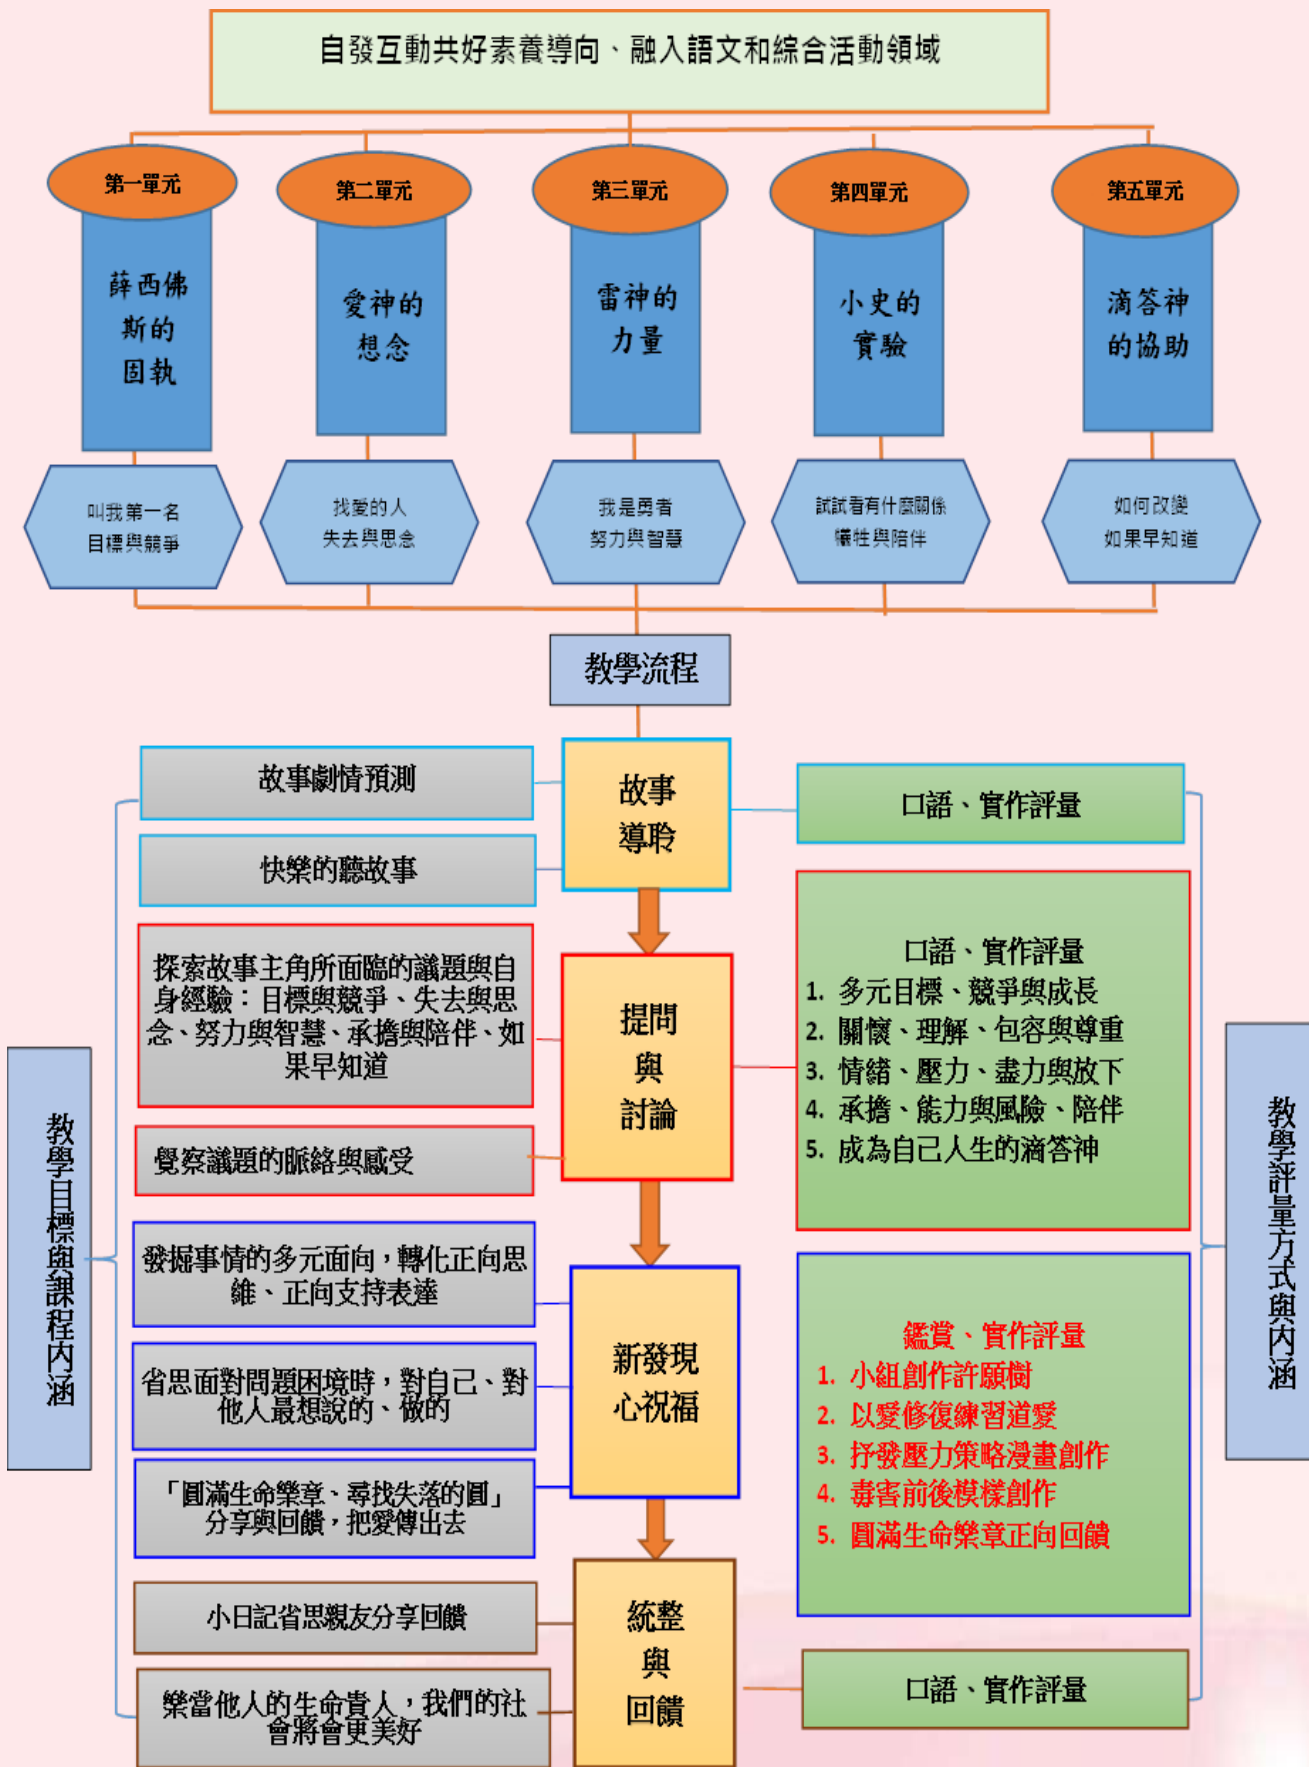 自發互動共好素養導向、融入語文和綜合活動領域
第一單元
第二單元
第三單元
第四單元
第五單元
薛西佛
斯的
固執
愛神的
想念
雷神的
力量
小史的
實驗
滴答神
的協助
叫我第一名
目標與競爭
找愛的人
失去與思念
我是勇者
努力與智慧
試試看有什麼關係
犧牲與陪伴
如何改變
如果早知道
教學流程
教學目標與課程內涵
故事劇情預測
快樂的聽故事
故事
導聆
口語、實作評量
探索故事主角所面臨的議題與自
身經驗：目標與競爭、失去與思
念、努力與智慧、承擔與陪伴、如
果早知道
覺察議題的脈絡與感受
提問
與
討論
口語、實作評量
1. 多元目標、競爭與成長
2. 關懷、理解、包容與尊重
3. 情緒、壓力、盡力與放下
4. 承擔、能力與風險、陪伴
5. 成為自己人生的滴答神
發掘事情的多元面向，轉化正向思
維、正向支持表達
省思面對問題困境時，對自己、對
他人最想說的、做的
「圓滿生命樂章、尋找失落的圓」
分享與回饋，把愛傳出去
新發現
心祝福
鑑賞、實作評量
1. 小組創作許願樹
2. 以愛修復練習道愛
3. 抒發壓力策略漫畫創作
4. 毒害前後模樣創作
5. 圓滿生命樂章正向回饋
小日記省思親友分享回饋
樂當他人的生命貴人，我們的社
會將會更美好
統整
與
回饋
口語、實作評量
教學評量方式與內涵